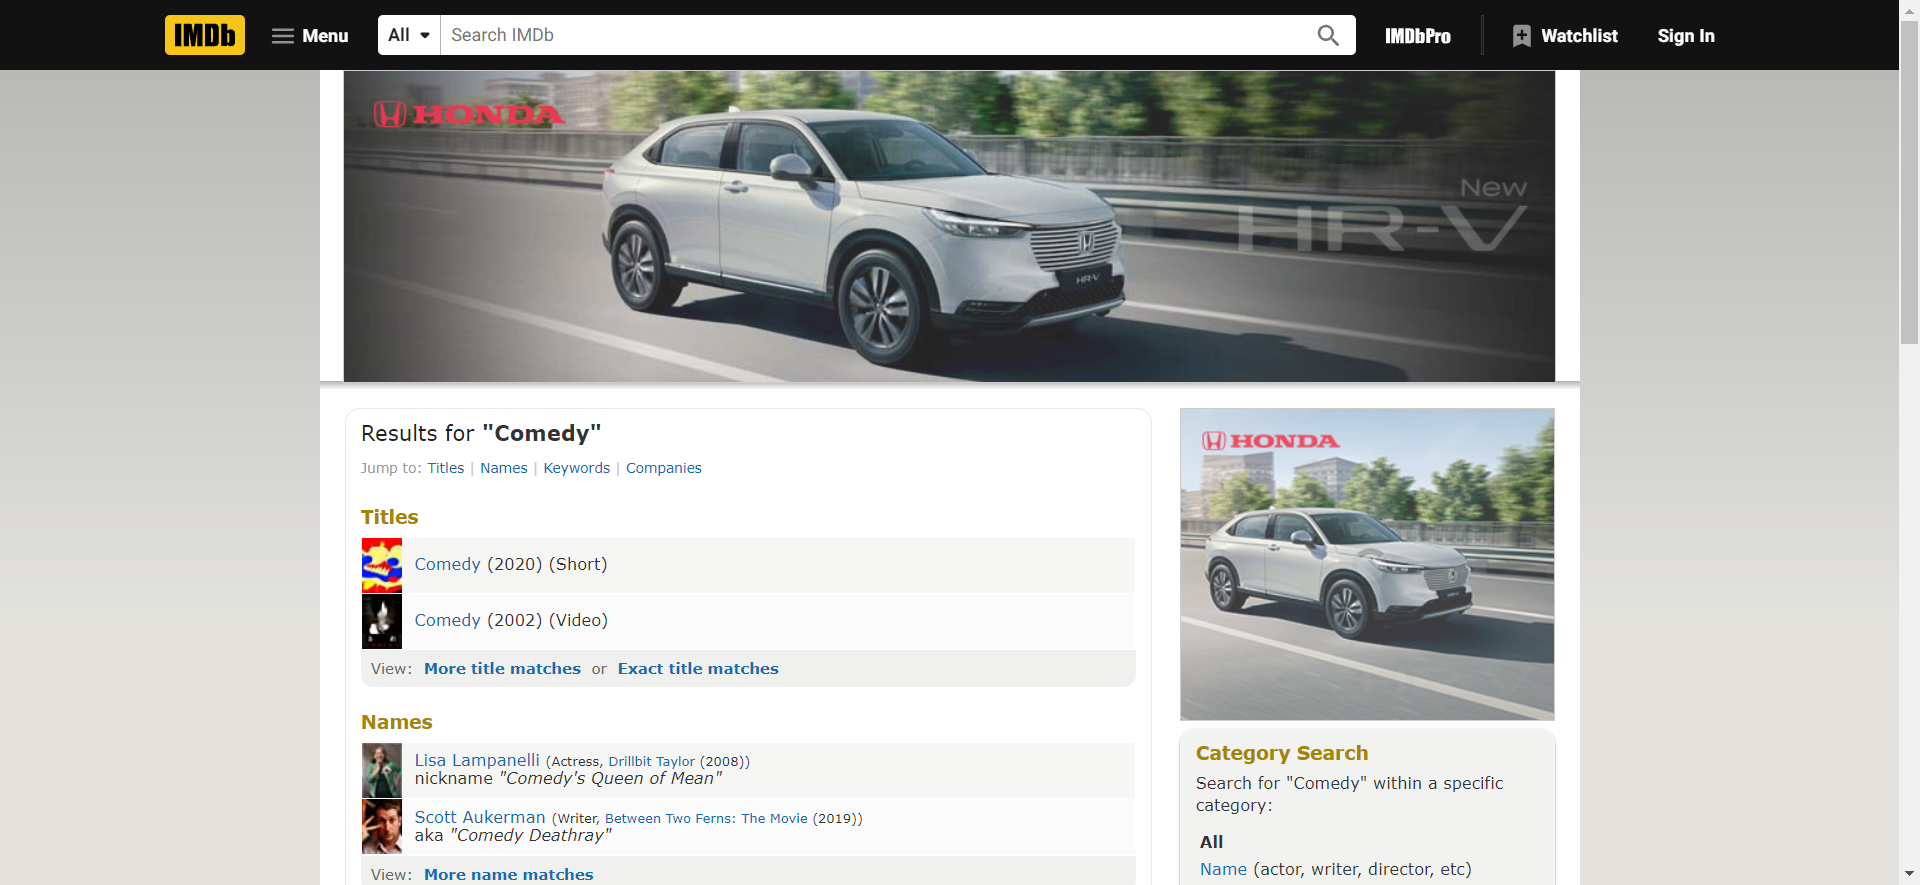 IMDb
Menu
All
Search IMDb
IMDbPro
Watchlist
Sign In
HONDA
New
HR-V
HR-V
Results for "Comedy"
Jump to: Titles | Names | Keywords | Companies
Titles
Comedy (2020) (Short)
Comedy (2002) (Video)
View: More title matches or Exact title matches
Names
Lisa Lampanelli (Actress, Drillbit Taylor (2008))
nickname "Comedy's Queen of Mean"
Scott Aukerman (Writer, Between Two Ferns: The Movie (2019))
aka "Comedy Deathray"
View: More name matches
HONDA
Category Search
Search for "Comedy" within a specific
category:
All
Name (actor, writer, director, etc)